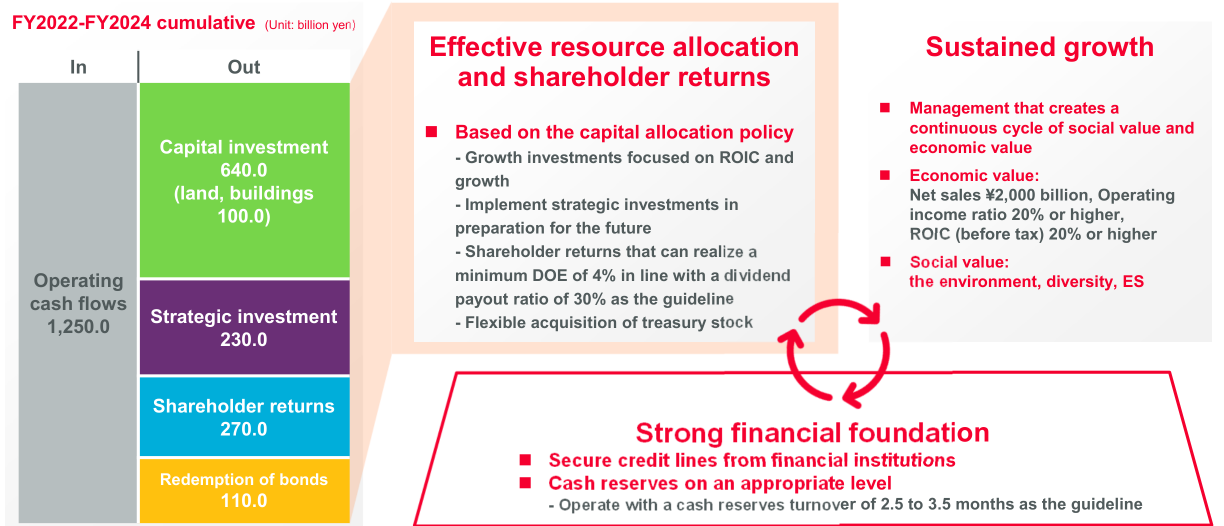 FY2022-FY2024 cumulative (Unit: billion yen)
In
Out
Operating
cash flows
1,250.0
Capital investment
640.0
(land, buildings
100.0)
Strategic investment
230.0
Shareholder returns
270.0
Redemption of bonds
110.0
Effective resource allocation
and shareholder returns
■ Based on the capital allocation policy
- Growth investments focused on ROIC and
growth
- Implement strategic investments in
preparation for the future
- Shareholder returns that can realize a
minimum DOE of 4% in line with a dividend
payout ratio of 30% as the guideline
- Flexible acquisition of treasury stock
Sustained growth
■ Management that creates a
continuous cycle of social value and
economic value
■ Economic value:
Net sales ¥2,000 billion, Operating
income ratio 20% or higher,
ROIC (before tax) 20% or higher
■ Social value:
the environment, diversity, ES
Strong financial foundation
■ Secure credit lines from financial institutions
■ Cash reserves on an appropriate level
- Operate with a cash reserves turnover of 2.5 to 3.5 months as the guideline